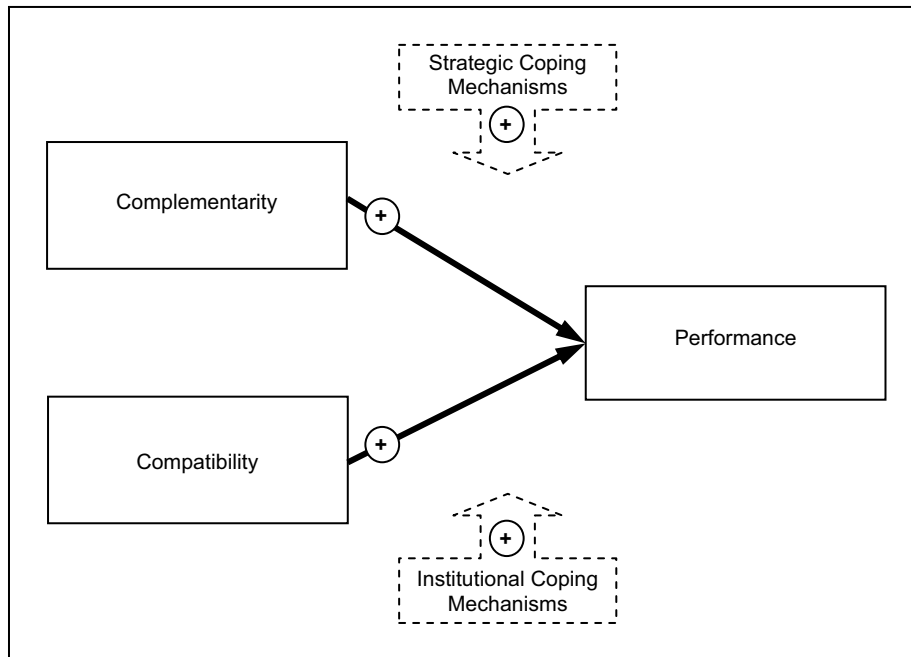 Strategic Coping
Mechanisms
+
Complementarity
+
Performance
+
Compatibility
+
Institutional Coping
Mechanisms